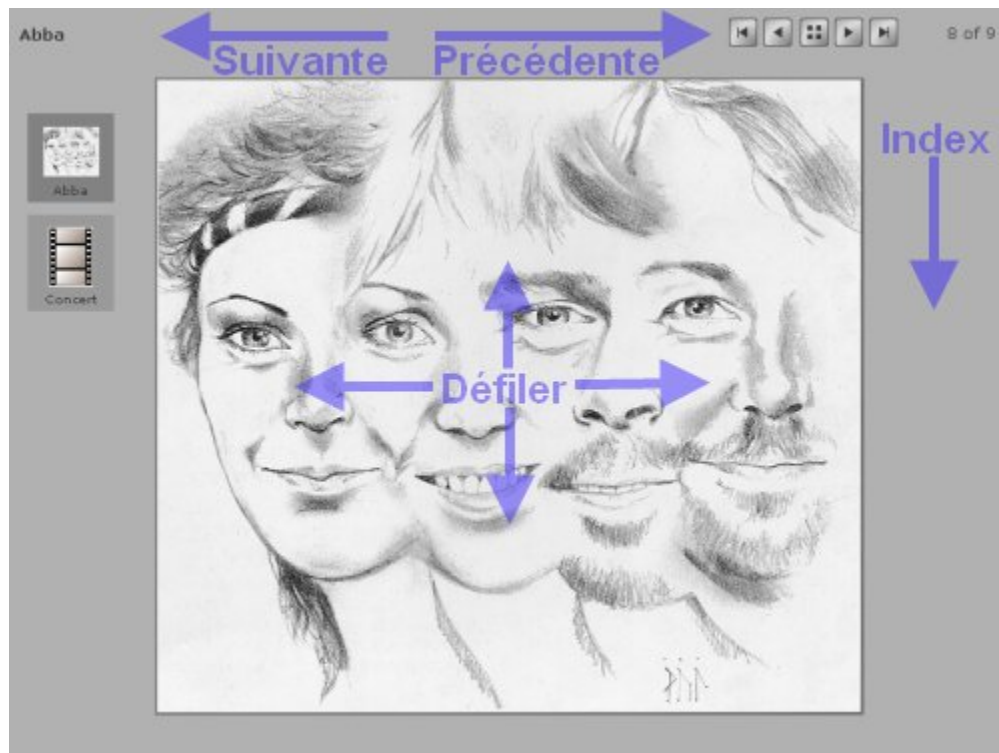 Abba
Suivante
Précédente
8 of 9
Index
Abba
Concert
Défiler